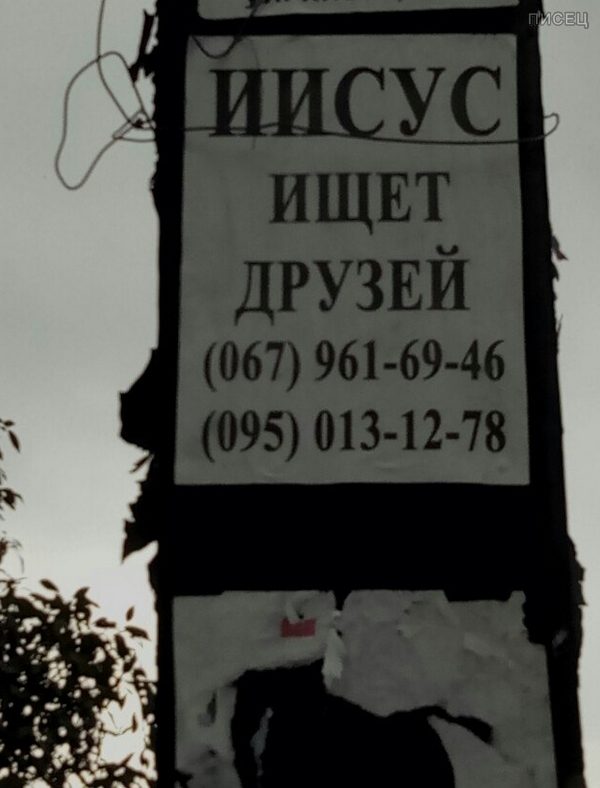 ПИСЕЦ
ИИСУС
ИЩЕТ
ДРУЗЕЙ
(067) 961-69-46
(095) 013-12-78